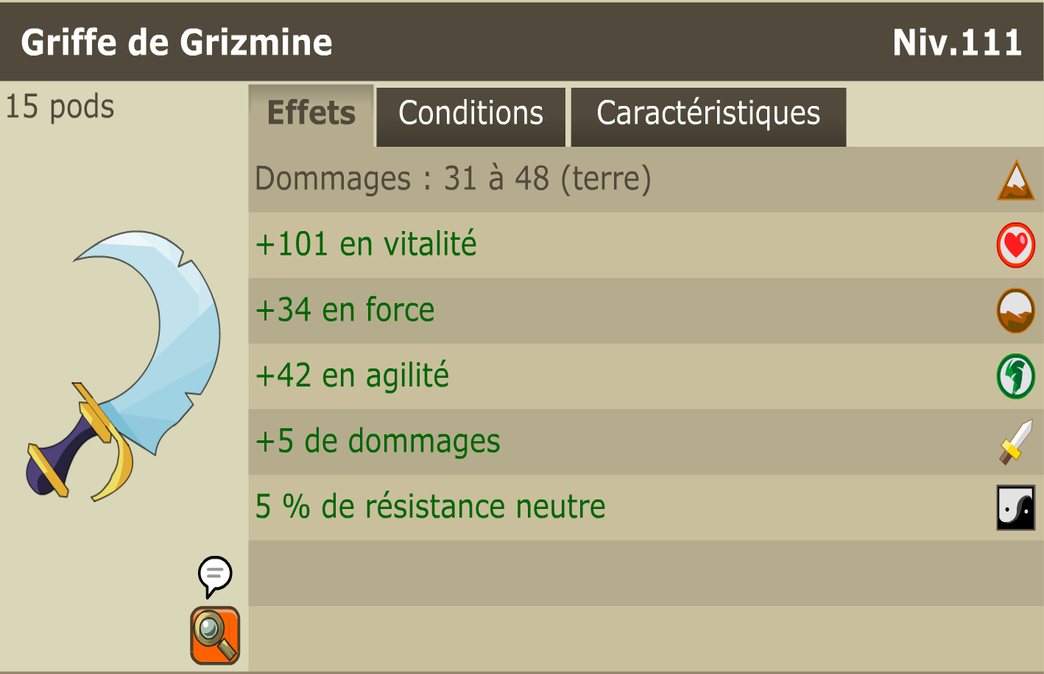 Griffe de Grizmine
Niv.111
15 pods
Effets
Conditions
Caractéristiques
Dommages : 31 à 48 (terre)
+101 en vitalité
+34 en force
+42 en agilité
+5 de dommages
5 % de résistance neutre